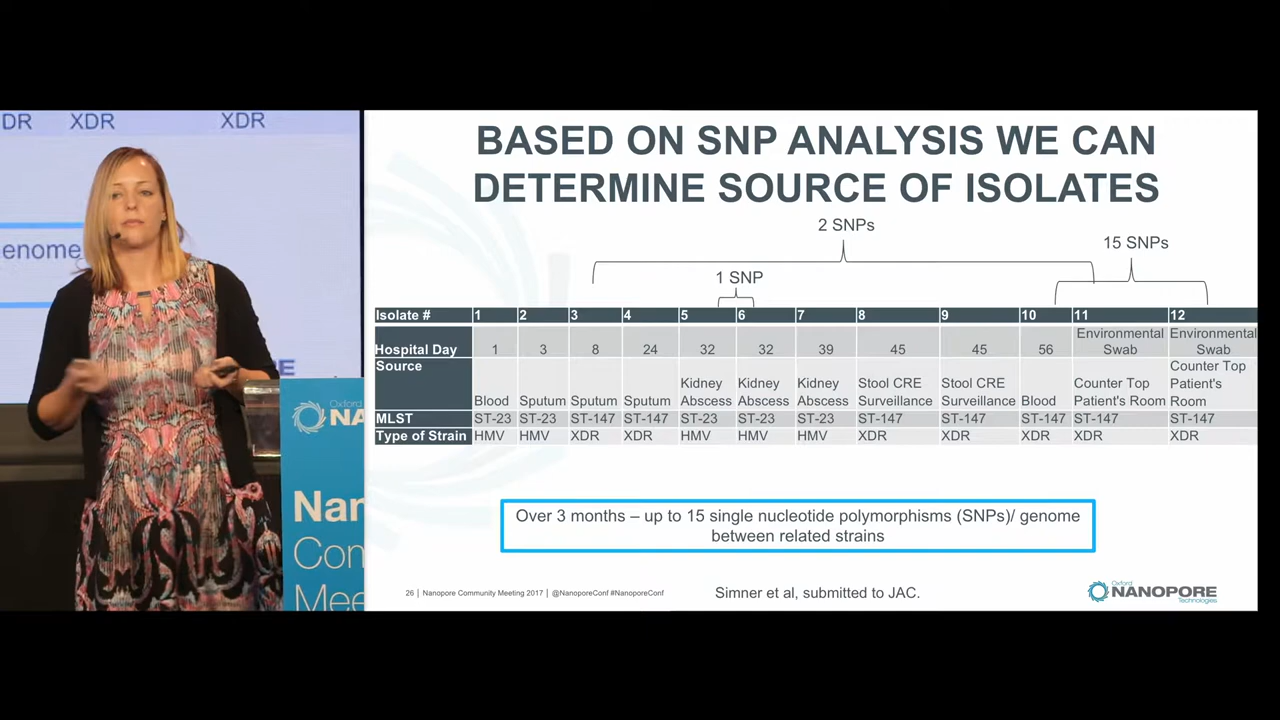 DR XDR XDR
enome
E
Oxford
NA
Nan
Com
Mee
BASED ON SNP ANALYSIS WE CAN
DETERMINE SOURCE OF ISOLATES
2 SNPs
15 SNPs
1 SNP
Isolate # 1 2 3 4 5 6 7 8 9 10 11 12
Hospital Day 1 3 8 24 32 32 39 45 45 56 Environmental Swab Environmental Swab
Source Blood Sputum Sputum Sputum Kidney Abscess Kidney Abscess Kidney Abscess Stool CRE Surveillance Stool CRE Surveillance Blood Counter Top Patient's Room Counter Top Patient's Room
MLST ST-23 ST-23 ST-147 ST-147 ST-23 ST-23 ST-23 ST-147 ST-147 ST-147 ST-147 ST-147
Type of Strain HMV HMV XDR XDR HMV HMV HMV XDR XDR XDR XDR XDR
Over 3 months – up to 15 single nucleotide polymorphisms (SNPs)/ genome
between related strains
26 | Nanopore Community Meeting 2017 | @NanoporeConf #NanoporeConf
Simner et al, submitted to JAC.
Oxford
NANOPORE
Technologies